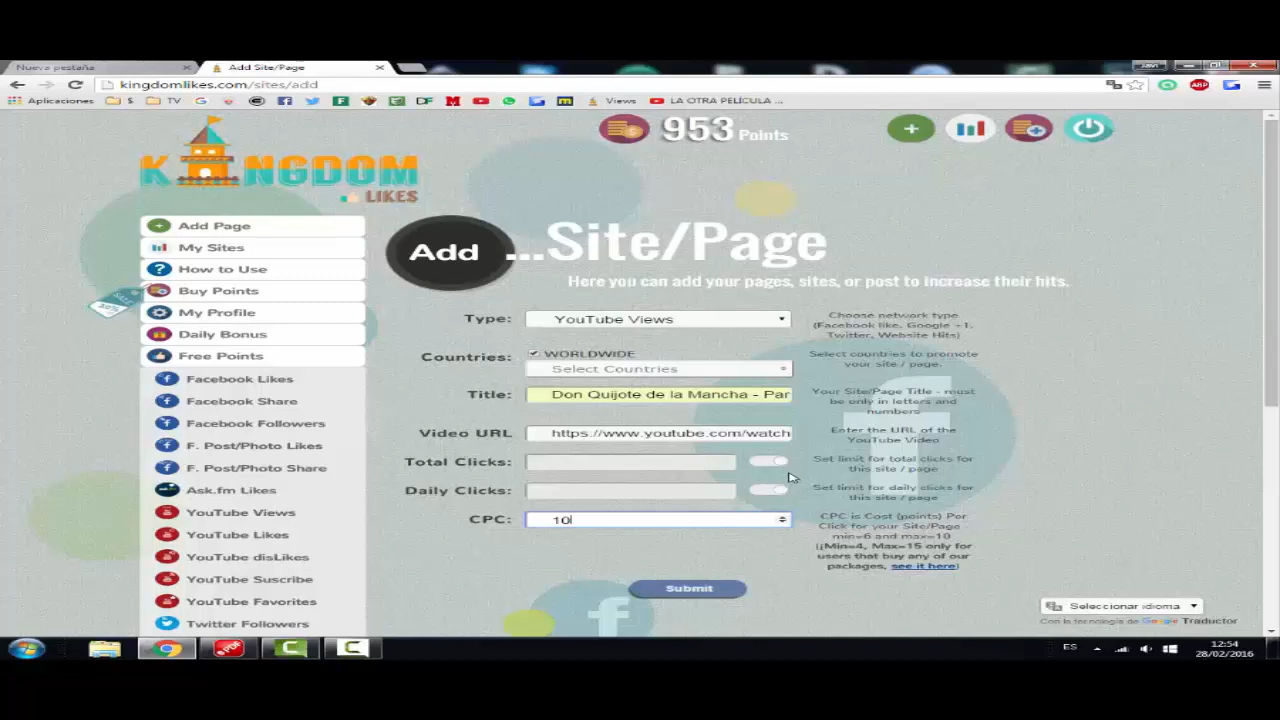 Nueva pestaña
Add Site/Page
Javi
kingdomlikes.com/sites/add
Aplicaciones
$
TV
Views
LA OTRA PELÍCULA ...
KINGDOM
LIKES
953 Points
Add Page
My Sites
How to Use
Buy Points
My Profile
Daily Bonus
Free Points
Facebook Likes
Facebook Share
Facebook Followers
F. Post/Photo Likes
F. Post/Photo Share
Ask.fm Likes
YouTube Views
YouTube Likes
YouTube disLikes
YouTube Suscribe
YouTube Favorites
Twitter Followers
Add ...Site/Page
Here you can add your pages, sites, or post to increase their hits.
Type: YouTube Views
Choose network type
(Facebook like, Google +1,
Twitter, Website Hits)
Countries: WORLDWIDE
Select Countries
Select countries to promote
your site / page.
Title: Don Quijote de la Mancha - Par
Your Site/Page Title - must
be only in letters and
numbers
Video URL https://www.youtube.com/watch
Enter the URL of the
YouTube Video
Total Clicks:
Set limit for total clicks for
this site / page
Daily Clicks:
Set limit for daily clicks for
this site / page
CPC: 10
CPC is Cost (points) Per
Click for your Site/Page
min=6 and max=10
(¡Min=4, Max=15 only for
users that buy any of our
packages, see it here)
Submit
Seleccionar idioma
Con la tecnología de Google Traductor
ES
12:54
28/02/2016